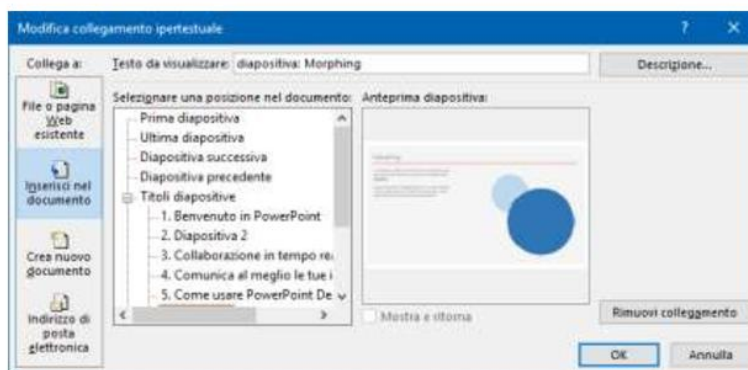 Modifica collegamento ipertestuale
?
Collega a:
Testo da visualizzare:
diapositiva: Morphing
Descrizione...
File o pagina
Web
esistente
Inserisci nel
documento
Crea nuovo
documento
Indirizzo di
posta
elettronica
Selezionare una posizione nel documento:
Prima diapositiva
Ultima diapositiva
Diapositiva successiva
Diapositiva precedente
Titoli diapositive
1. Benvenuto in PowerPoint
2. Diapositiva 2
3. Collaborazione in tempo rea
4. Comunica al meglio le tue i
5. Come usare PowerPoint De
Anteprima diapositiva:
Mostra e ritorna
Rimuovi collegamento
OK
Annulla